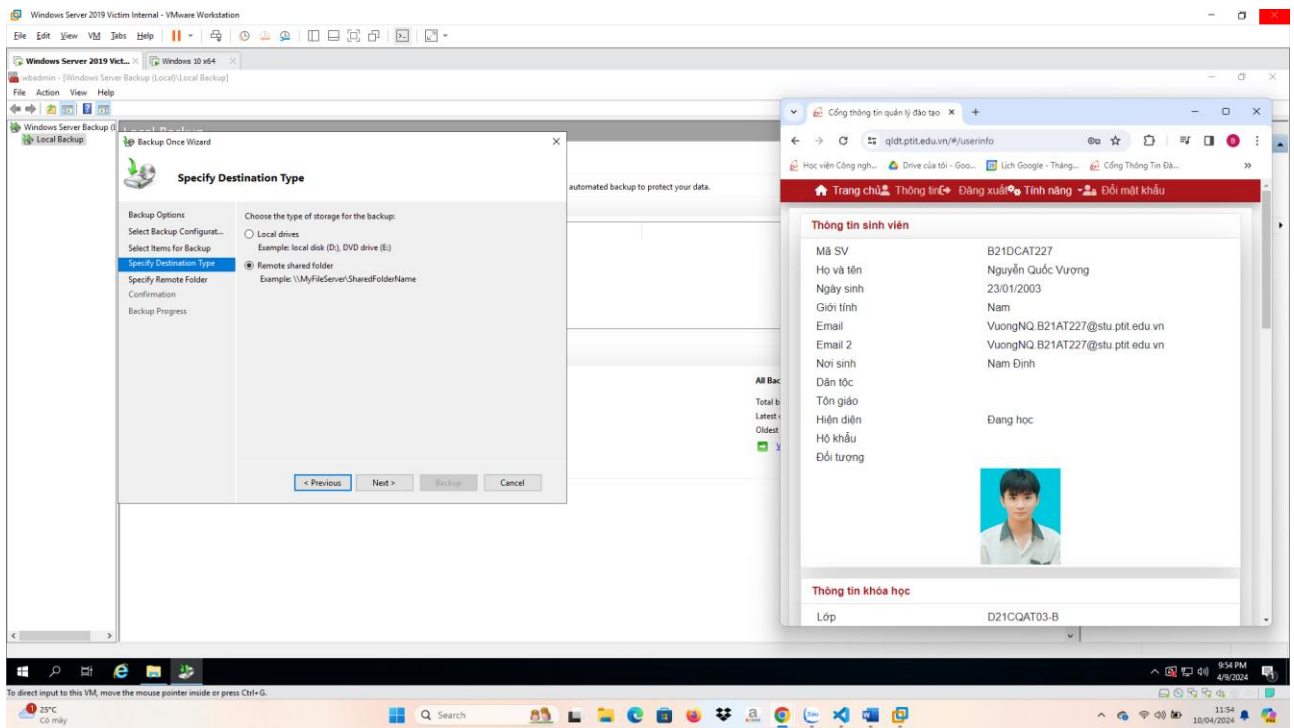 Windows Server 2019 Victim Internal - VMware Workstation
File Edit View VM Tabs Help
Windows Server 2019 Vict... Windows 10 x64
wbadmin - [Windows Server Backup (Local)\Local Backup]
File Action View Help
Windows Server Backup (L
Local Backup
Local Backup
Backup Once Wizard
Specify Destination Type
automated backup to protect your data.
Backup Options
Select Backup Configurat...
Select Items for Backup
Specify Destination Type
Specify Remote Folder
Confirmation
Backup Progress
Choose the type of storage for the backup:
Local drives
Example: local disk (D:), DVD drive (E:)
Remote shared folder
Example: \\MyFileServer\SharedFolderName
< Previous Next > Backup Cancel
All Bac
Total b
Latest
Oldest
Cổng thông tin quản lý đào tạo
qldt.ptit.edu.vn/#/userinfo
Học viện Công ngh... Drive của tôi - Goo... Lịch Google - Tháng... Cổng Thông Tin Đà...
Trang chủ Thông tin Đăng xuất Tính năng Đổi mật khẩu
Thông tin sinh viên
Mã SV B21DCAT227
Họ và tên Nguyễn Quốc Vượng
Ngày sinh 23/01/2003
Giới tính Nam
Email VuongNQ.B21AT227@stu.ptit.edu.vn
Email 2 VuongNQ.B21AT227@stu.ptit.edu.vn
Nơi sinh Nam Định
Dân tộc
Tôn giáo
Hiện diện Đang học
Hộ khẩu
Đối tượng
Thông tin khóa học
Lớp D21CQAT03-B
9:54 PM
4/9/2024
To direct input to this VM, move the mouse pointer inside or press Ctrl+G.
25°C
Có mây
Search
11:54
10/04/2024